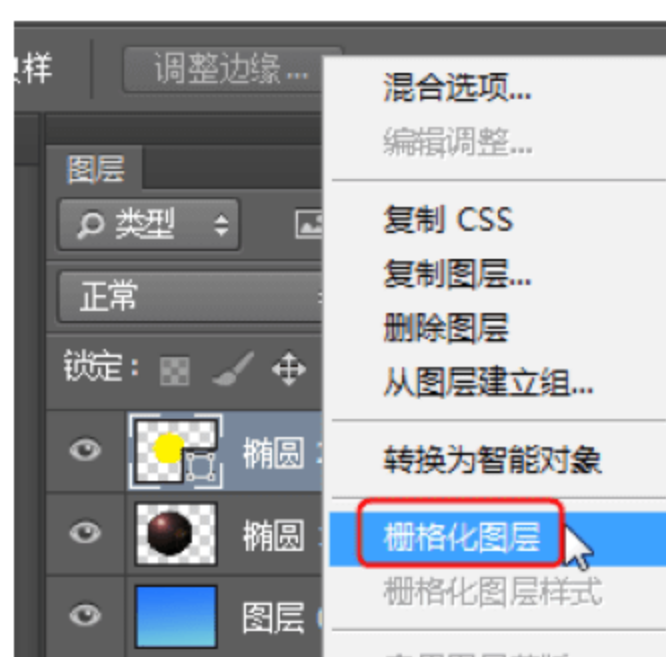 样
调整边缘...
混合选项...
编辑调整...
图层
类型
复制 CSS
复制图层...
正常
删除图层
锁定:
从图层建立组...
椭圆
转换为智能对象
椭圆
栅格化图层
栅格化图层样式
图层